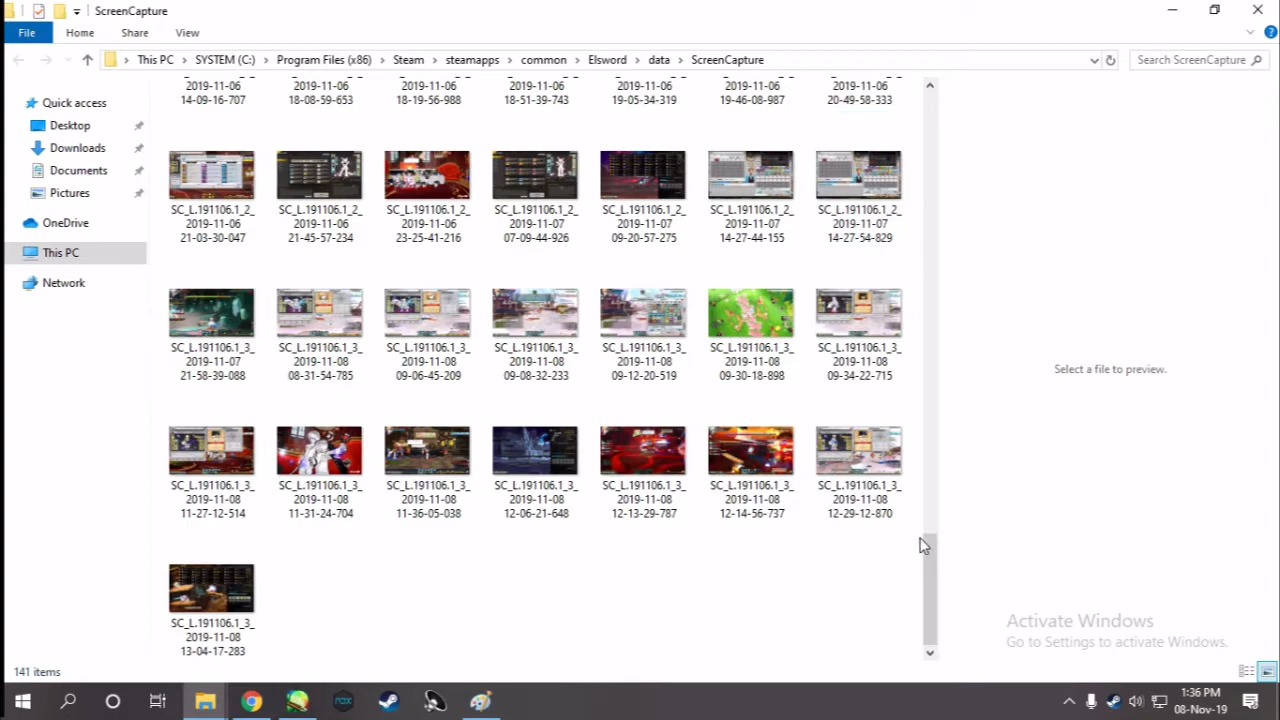 ScreenCapture
File Home Share View
This PC SYSTEM (C:) Program Files (x86) Steam steamapps common Elsword data ScreenCapture
Search ScreenCapture
Quick access
Desktop
Downloads
Documents
Pictures
OneDrive
This PC
Network
2019-11-06 2019-11-06 2019-11-06 2019-11-06 2019-11-06 2019-11-06 2019-11-06
14-09-16-707 18-08-59-653 18-19-56-988 18-51-39-743 19-05-34-319 19-46-08-987 20-49-58-333
SC_L.191106.1_2_ SC_L.191106.1_2_ SC_L.191106.1_2_ SC_L.191106.1_2_ SC_L.191106.1_2_ SC_L.191106.1_2_ SC_L.191106.1_2_
2019-11-06 2019-11-06 2019-11-06 2019-11-07 2019-11-07 2019-11-07 2019-11-07
21-03-30-047 21-45-57-234 23-25-41-216 07-09-44-926 09-20-57-275 14-27-44-155 14-27-54-829
SC_L.191106.1_3_ SC_L.191106.1_3_ SC_L.191106.1_3_ SC_L.191106.1_3_ SC_L.191106.1_3_ SC_L.191106.1_3_ SC_L.191106.1_3_
2019-11-07 2019-11-08 2019-11-08 2019-11-08 2019-11-08 2019-11-08 2019-11-08
21-58-39-088 08-31-54-785 09-06-45-209 09-08-32-233 09-12-20-519 09-30-18-898 09-34-22-715
Select a file to preview.
SC_L.191106.1_3_ SC_L.191106.1_3_ SC_L.191106.1_3_ SC_L.191106.1_3_ SC_L.191106.1_3_ SC_L.191106.1_3_ SC_L.191106.1_3_
2019-11-08 2019-11-08 2019-11-08 2019-11-08 2019-11-08 2019-11-08 2019-11-08
11-27-12-514 11-31-24-704 11-36-05-038 12-06-21-648 12-13-29-787 12-14-56-737 12-29-12-870
SC_L.191106.1_3_
2019-11-08
13-04-17-283
Activate Windows
Go to Settings to activate Windows.
141 items
nox
1:36 PM
08-Nov-19